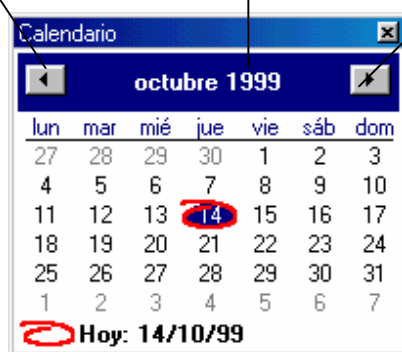 Calendario
octubre 1999
lun mar mié jue vie sáb dom
27 28 29 30 1 2 3
4 5 6 7 8 9 10
11 12 13 14 15 16 17
18 19 20 21 22 23 24
25 26 27 28 29 30 31
1 2 3 4 5 6 7
Hoy: 14/10/99